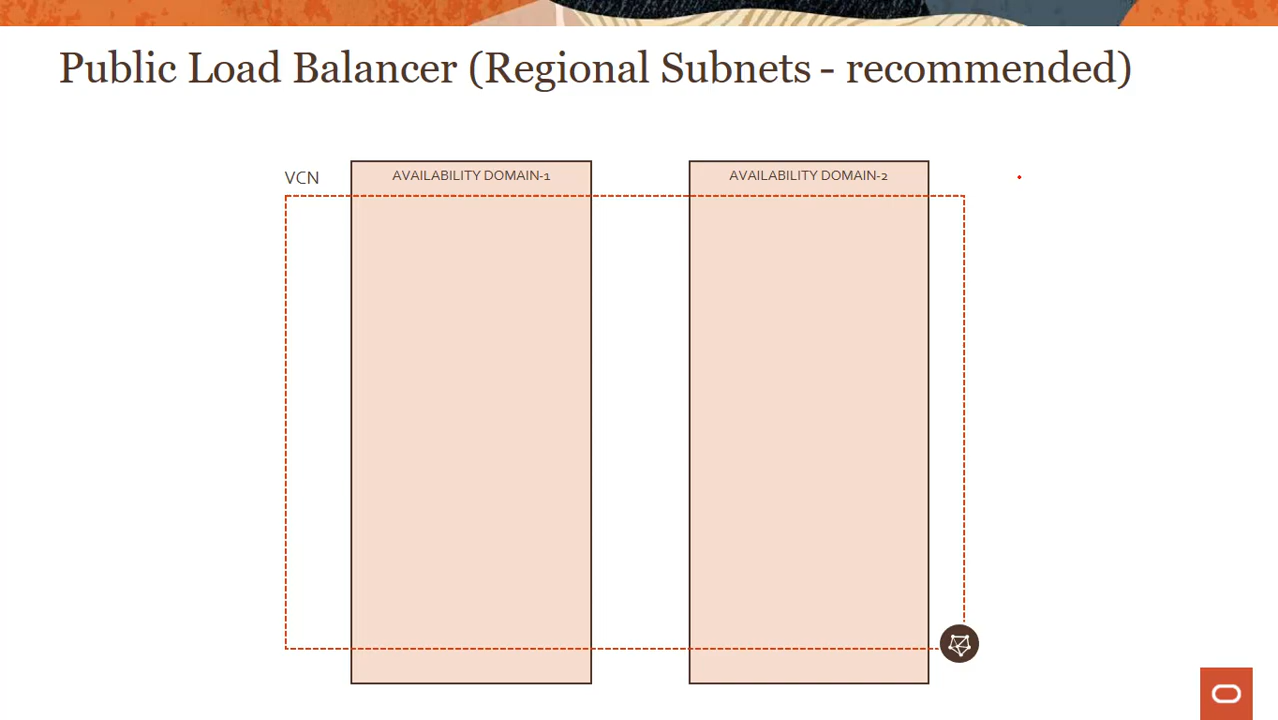 Public Load Balancer (Regional Subnets - recommended)
VCN
AVAILABILITY DOMAIN-1
AVAILABILITY DOMAIN-2